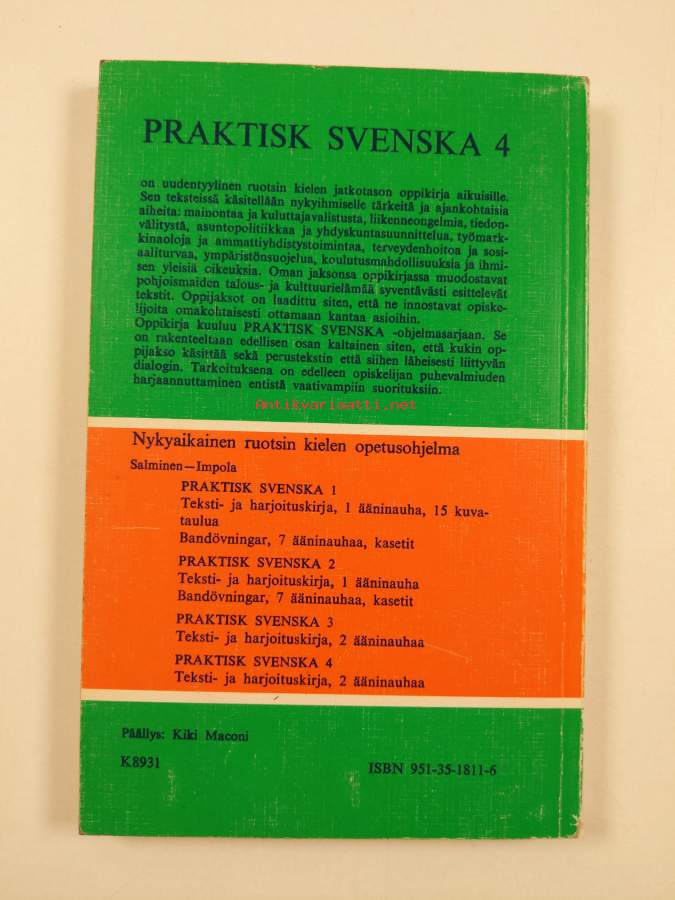 PRAKTISK SVENSKA 4
on uudentyylinen ruotsin kielen jatkotason oppikirja aikuisille.
Sen teksteissä käsitellään nykyihmiselle tärkeitä ja ajankohtaisia
aiheita: mainontaa ja kuluttajavalistusta, liikenneongelmia, tiedon-
välitystä, asuntopolitiikkaa ja yhdyskuntasuunnittelua, työmark-
kinaoloja ja ammattiyhdistystoimintaa, terveydenhoitoa ja sosi-
aaliturvaa, ympäristönsuojelua, koulutusmahdollisuuksia ja ihmi-
sen yleisiä oikeuksia. Oman jaksonsa oppikirjassa muodostavat
pohjoismaiden talous- ja kulttuurielämää syventävästi esittelevät
tekstit. Oppijaksot on laadittu siten, että ne innostavat opiske-
lijoita omakohtaisesti ottamaan kantaa asioihin.
Oppikirja kuuluu PRAKTISK SVENSKA -ohjelmasarjaan. Se
on rakenteeltaan edellisen osan kaltainen siten, että kukin op-
pijakso käsittää sekä perustekstin että siihen läheisesti liittyvän
dialogin. Tarkoituksena on edelleen opiskelijan puhevalmiuden
harjaannuttaminen entistä vaativampiin suorituksiin.
Antikvariaatti.net
Nykyaikainen ruotsin kielen opetusohjelma
Salminen—Impola
PRAKTISK SVENSKA 1
Teksti- ja harjoituskirja, 1 ääninauha, 15 kuva-
taulua
Bandövningar, 7 ääninauhaa, kasetit
PRAKTISK SVENSKA 2
Teksti- ja harjoituskirja, 1 ääninauha
Bandövningar, 7 ääninauhaa, kasetit
PRAKTISK SVENSKA 3
Teksti- ja harjoituskirja, 2 ääninauhaa
PRAKTISK SVENSKA 4
Teksti- ja harjoituskirja, 2 ääninauhaa
Päällys: Kiki Maconi
K8931
ISBN 951-35-1811-6